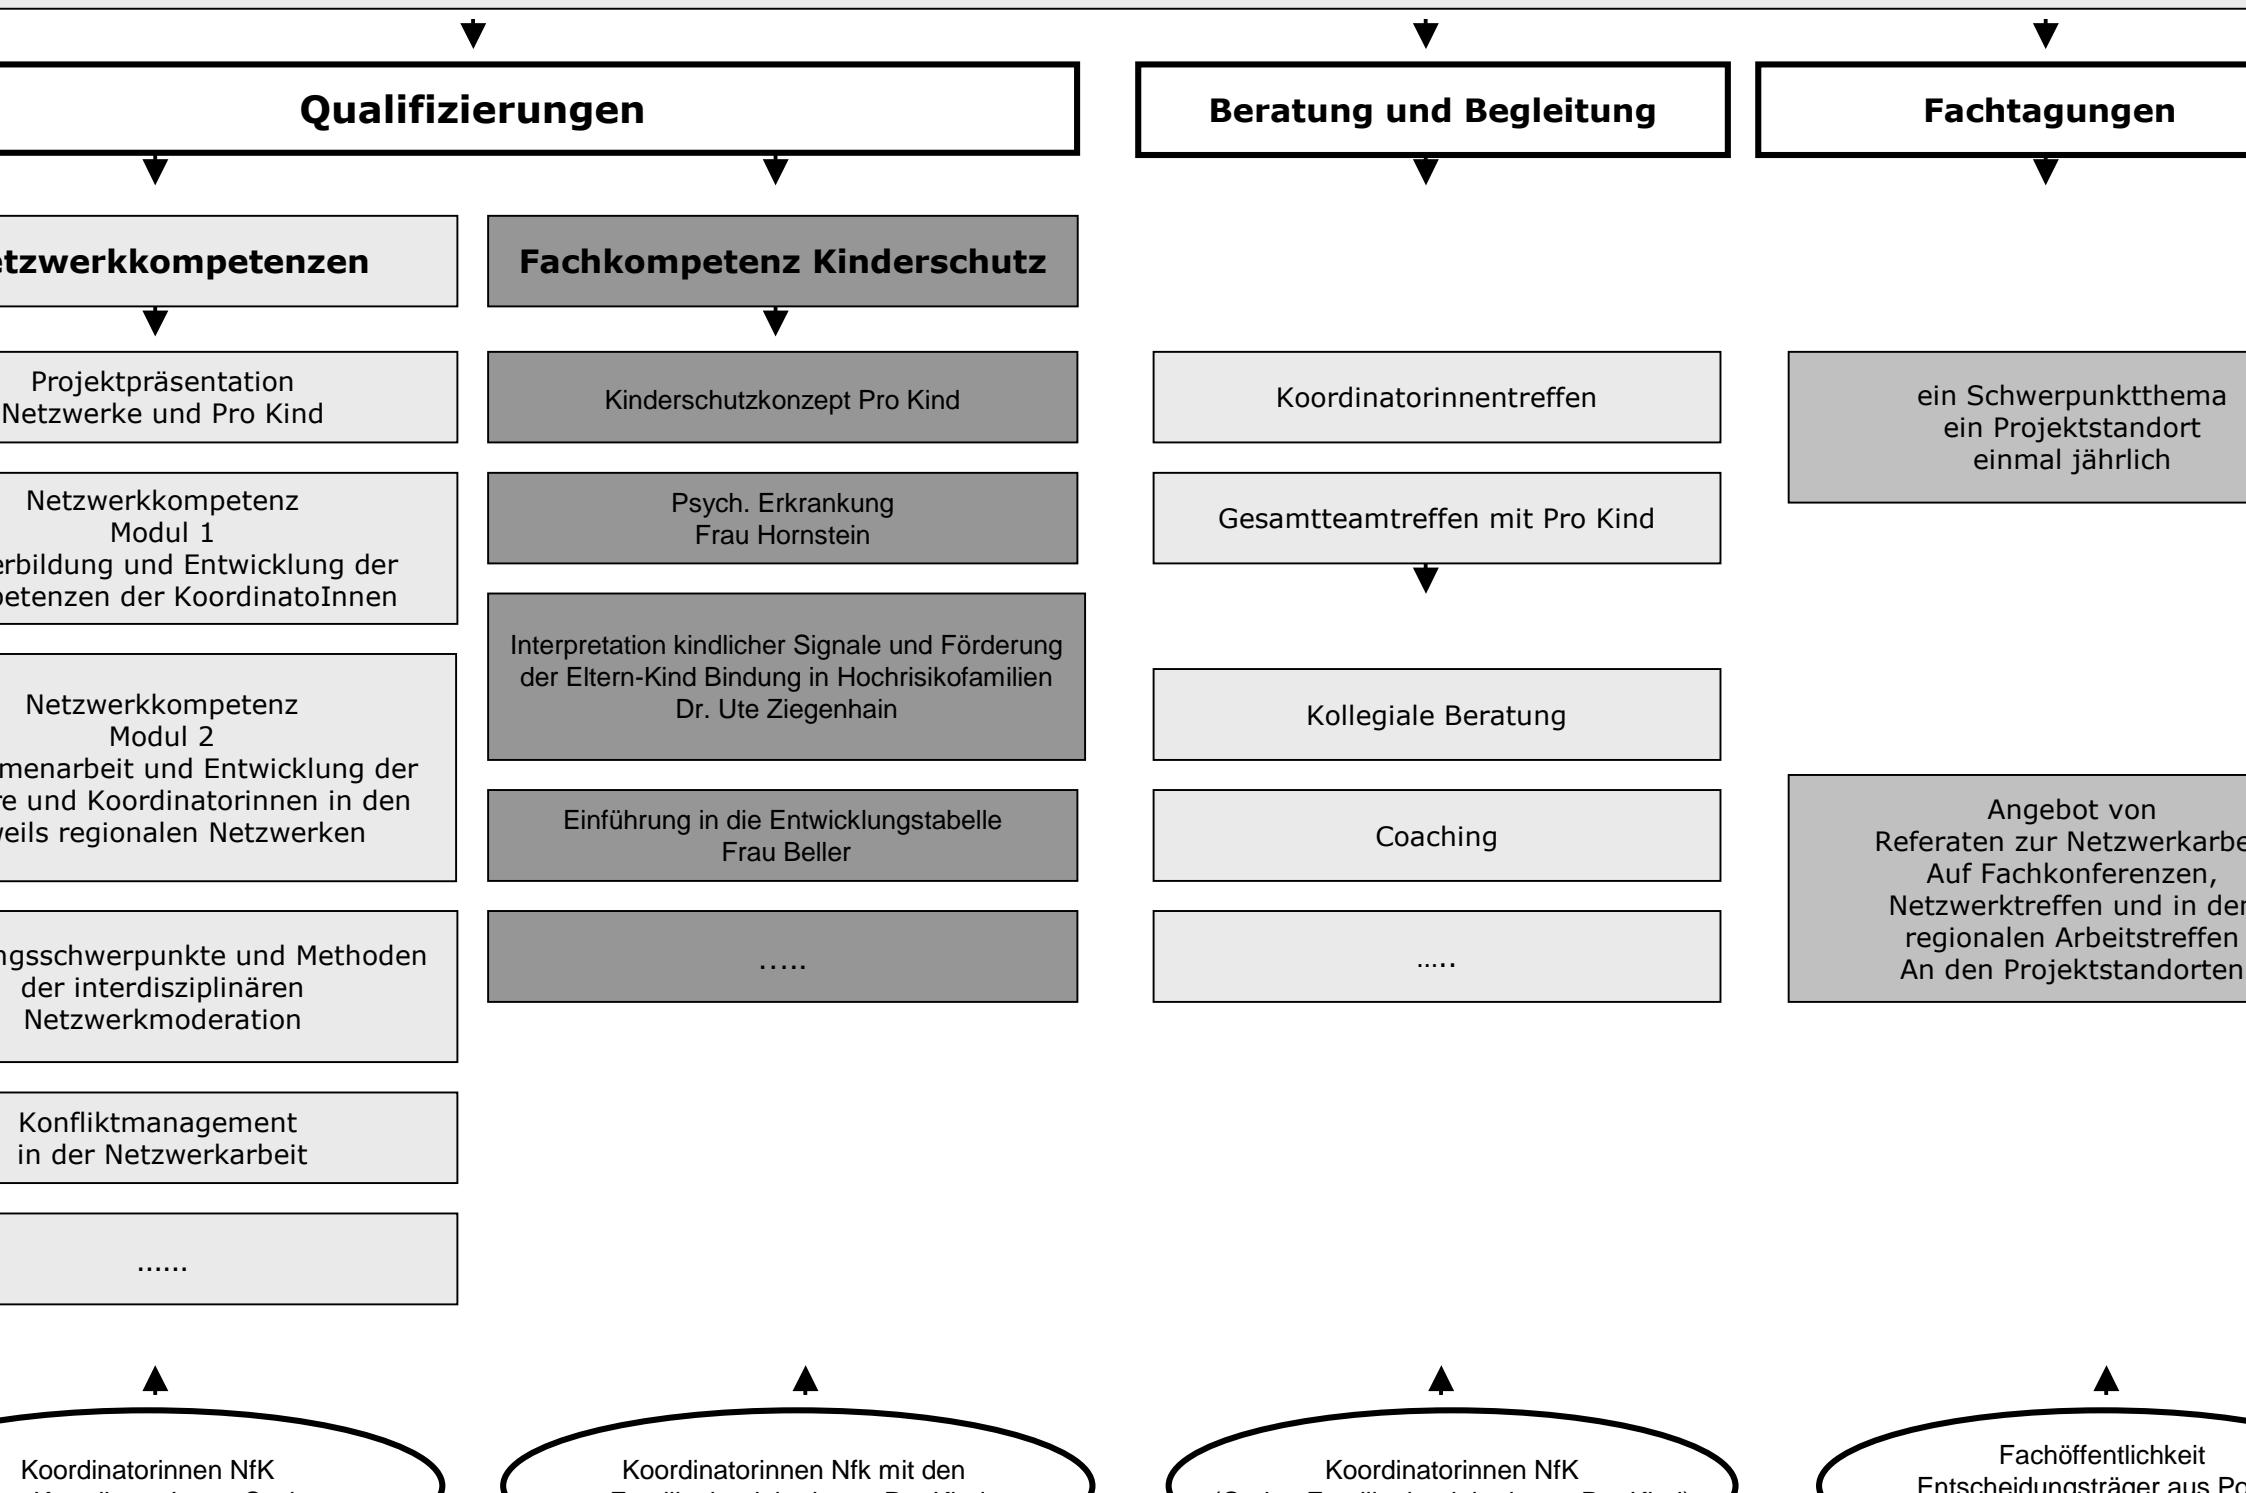 Qualifizierungen
Beratung und Begleitung
Fachtagungen
etzwerkkompetenzen
Fachkompetenz Kinderschutz
Projektpräsentation
Netzwerke und Pro Kind
Netzwerkkompetenz
Modul 1
erbildung und Entwicklung der
petenzen der KoordinatoInnen
Netzwerkkompetenz
Modul 2
menarbeit und Entwicklung der
re und Koordinatorinnen in den
weils regionalen Netzwerken
ngsschwerpunkte und Methoden
der interdisziplinären
Netzwerkmoderation
Konfliktmanagement
in der Netzwerkarbeit
......
Kinderschutzkonzept Pro Kind
Psych. Erkrankung
Frau Hornstein
Interpretation kindlicher Signale und Förderung
der Eltern-Kind Bindung in Hochrisikofamilien
Dr. Ute Ziegenhain
Einführung in die Entwicklungstabelle
Frau Beller
.....
Koordinatorinnentreffen
Gesamtteamtreffen mit Pro Kind
Kollegiale Beratung
Coaching
.....
ein Schwerpunktthema
ein Projektstandort
einmal jährlich
Angebot von
Referaten zur Netzwerkarbe
Auf Fachkonferenzen,
Netzwerktreffen und in der
regionalen Arbeitstreffen
An den Projektstandorten
Koordinatorinnen NfK
Koordinatorinnen Nfk mit den
Koordinatorinnen NfK
Fachöffentlichkeit
Entscheidungsträger aus Po